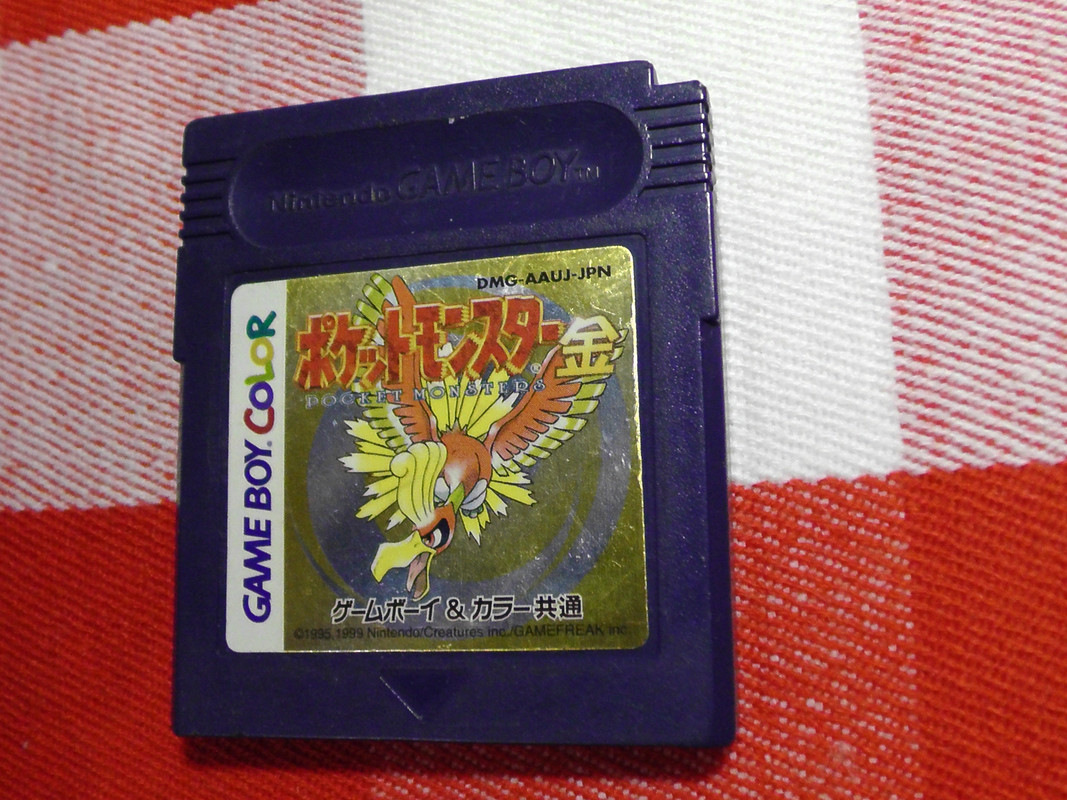 Nintendo GAME BOY TM
DMG-AAUJ-JPN
ポケットモンスター金
POCKET MONSTERS
GAME BOY COLOR
ゲームボーイ & カラー共通
©1995,1999 Nintendo/Creatures inc./GAMEFREAK inc.